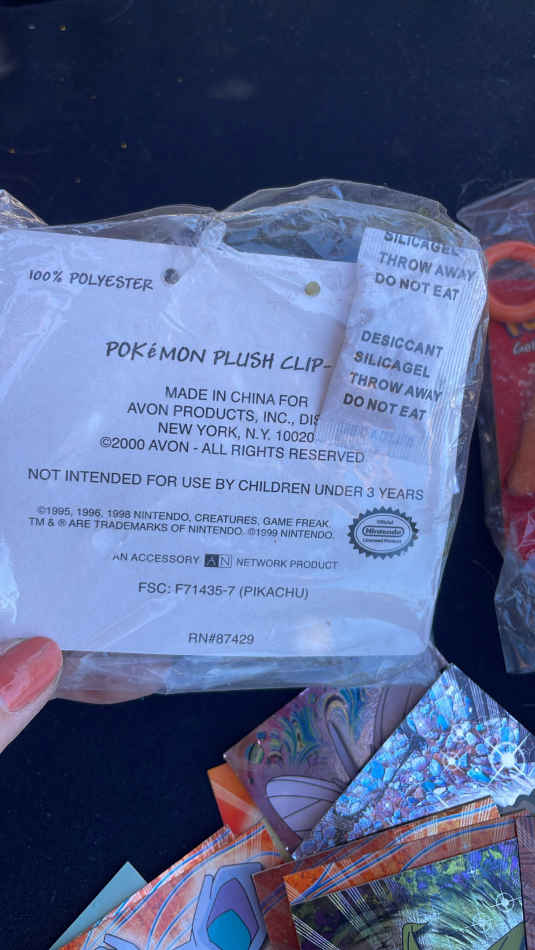 100% POLYESTER
SILICAGEL
THROW AWAY
DO NOT EAT
DESICCANT
SILICAGEL
THROW AWAY
DO NOT EAT
POKéMON PLUSH CLIP-
MADE IN CHINA FOR
AVON PRODUCTS, INC., DIS
NEW YORK, N.Y. 10020
©2000 AVON - ALL RIGHTS RESERVED
NOT INTENDED FOR USE BY CHILDREN UNDER 3 YEARS
©1995, 1996, 1998 NINTENDO, CREATURES, GAME FREAK.
TM & ® ARE TRADEMARKS OF NINTENDO. ©1999 NINTENDO.
Official
Nintendo
Licensed Product
AN ACCESSORY AN NETWORK PRODUCT
FSC: F71435-7 (PIKACHU)
RN#87429